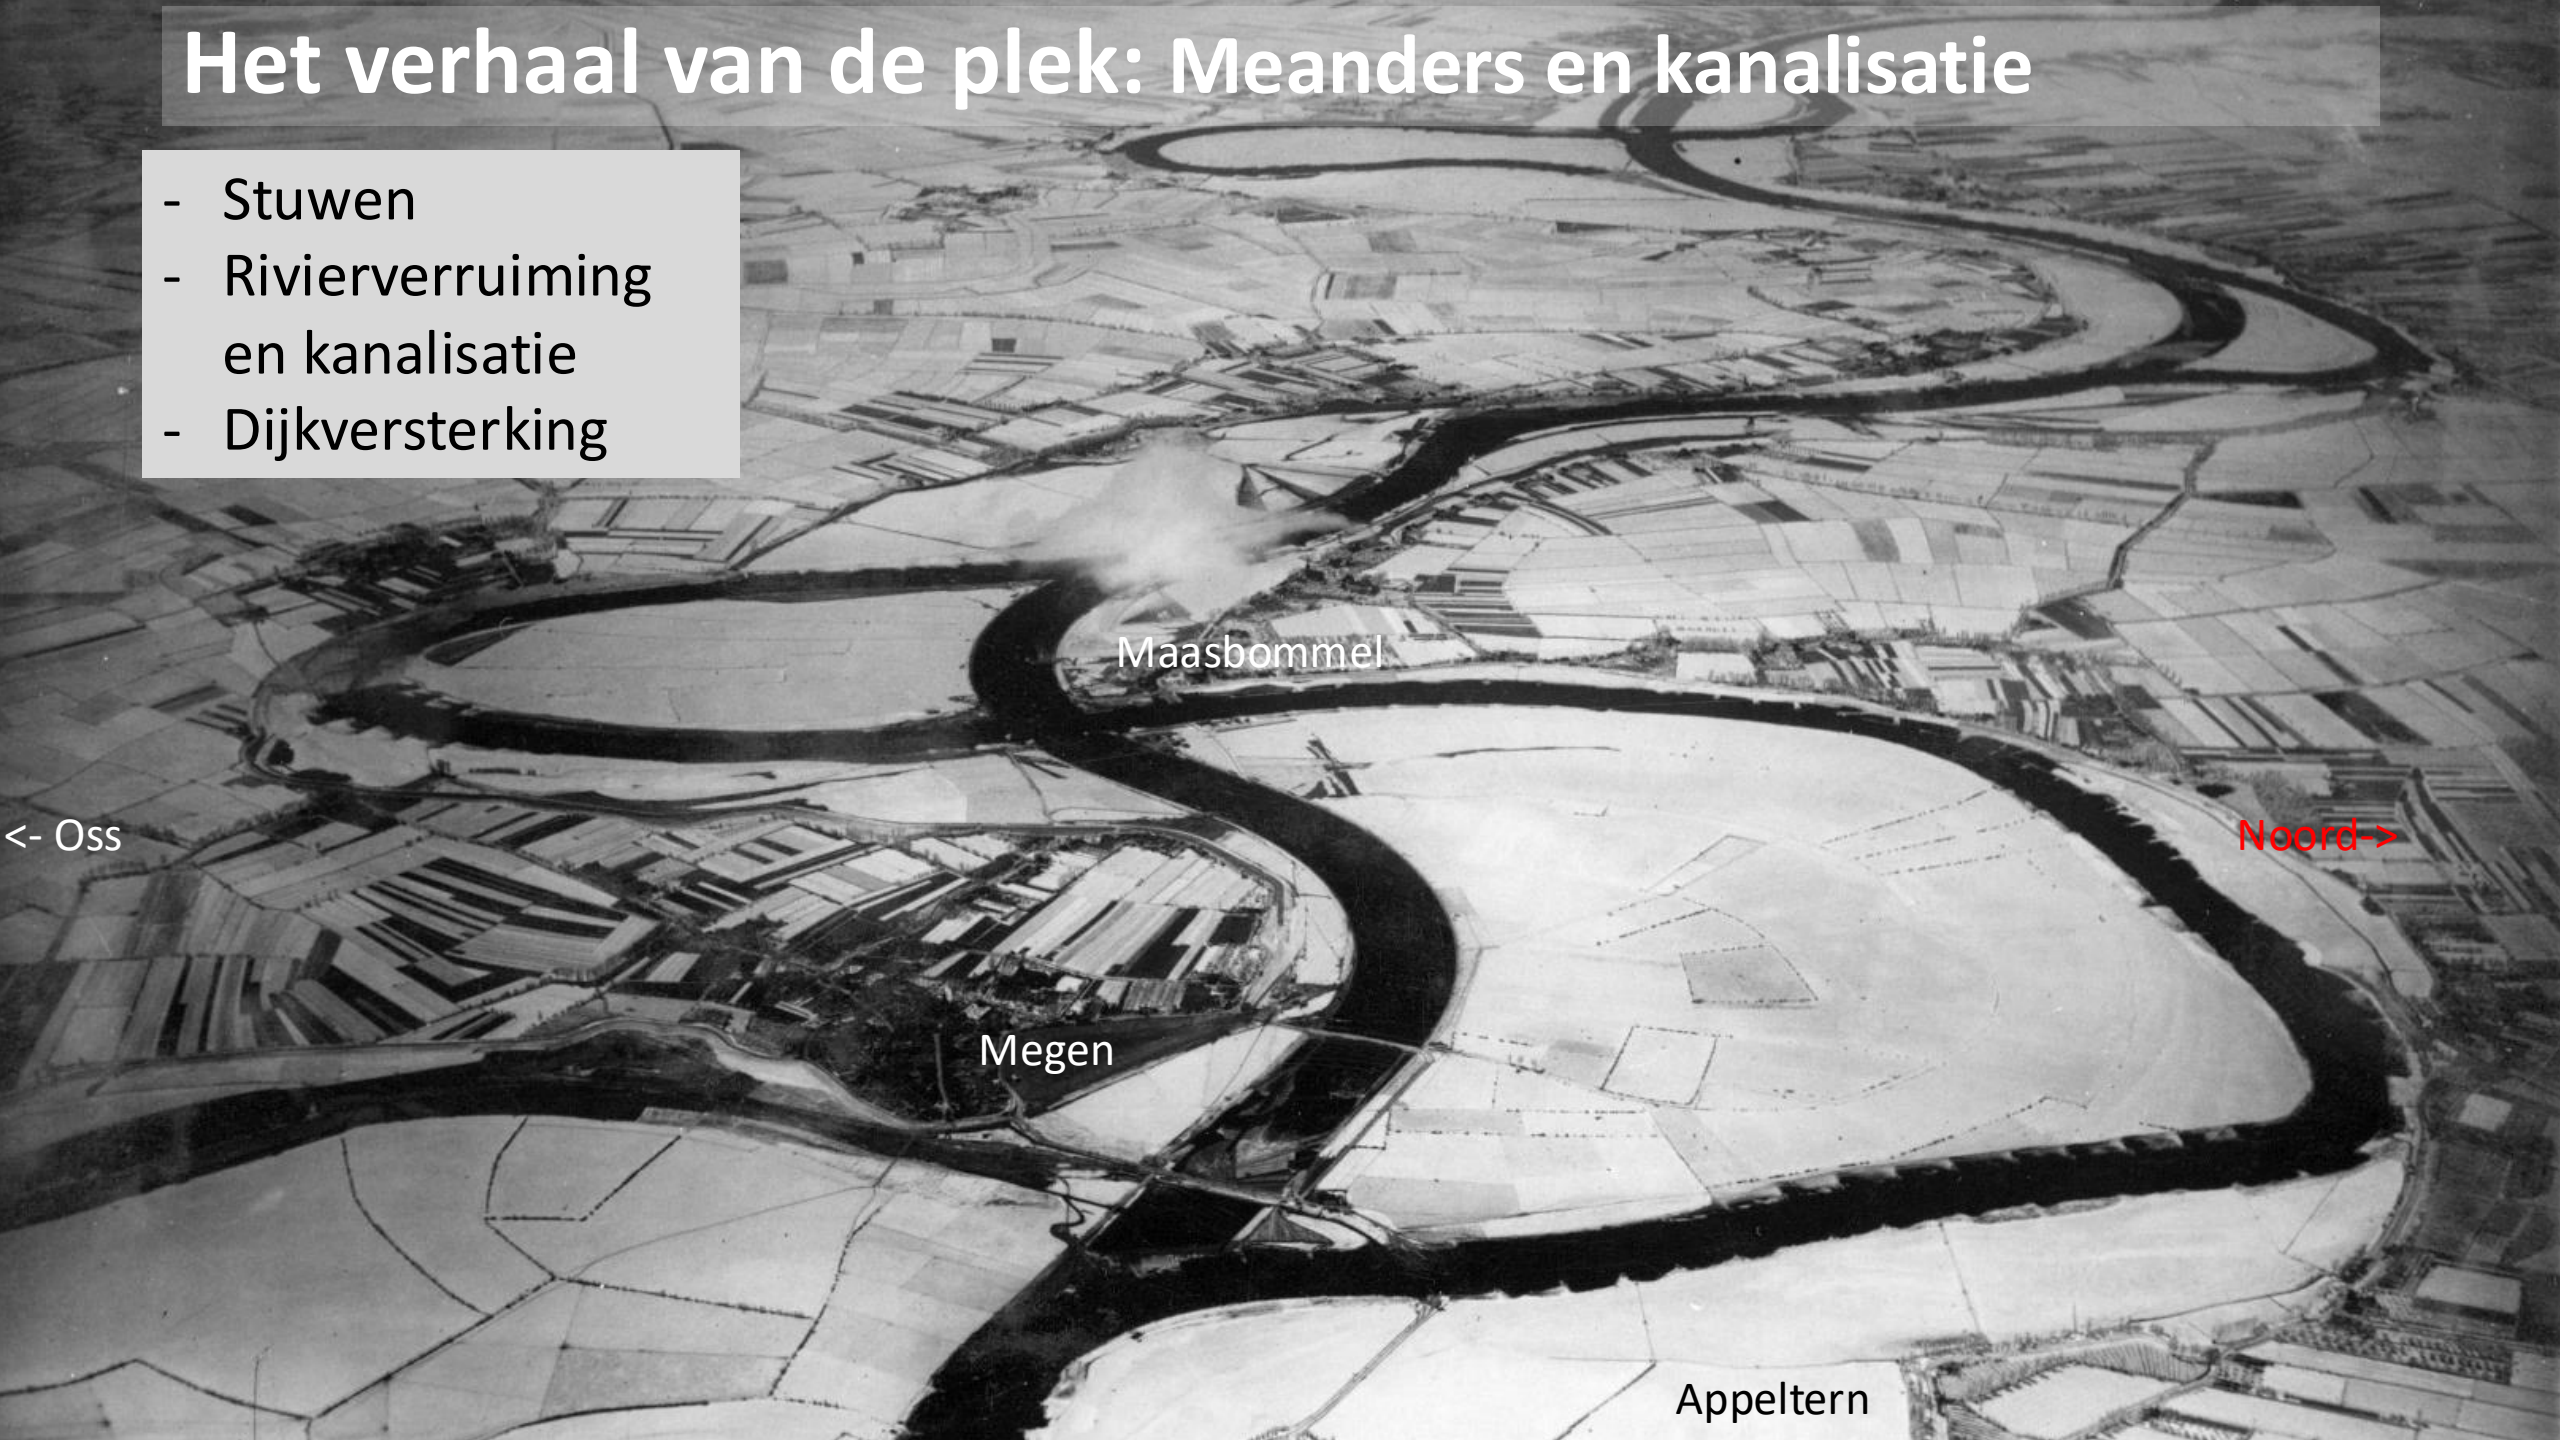 Het verhaal van de plek: Meanders en kanalisatie
- Stuwen
- Rivierverruiming
en kanalisatie
- Dijkversterking
Maasbommel
<- Oss
Noord->
Megen
Appeltern